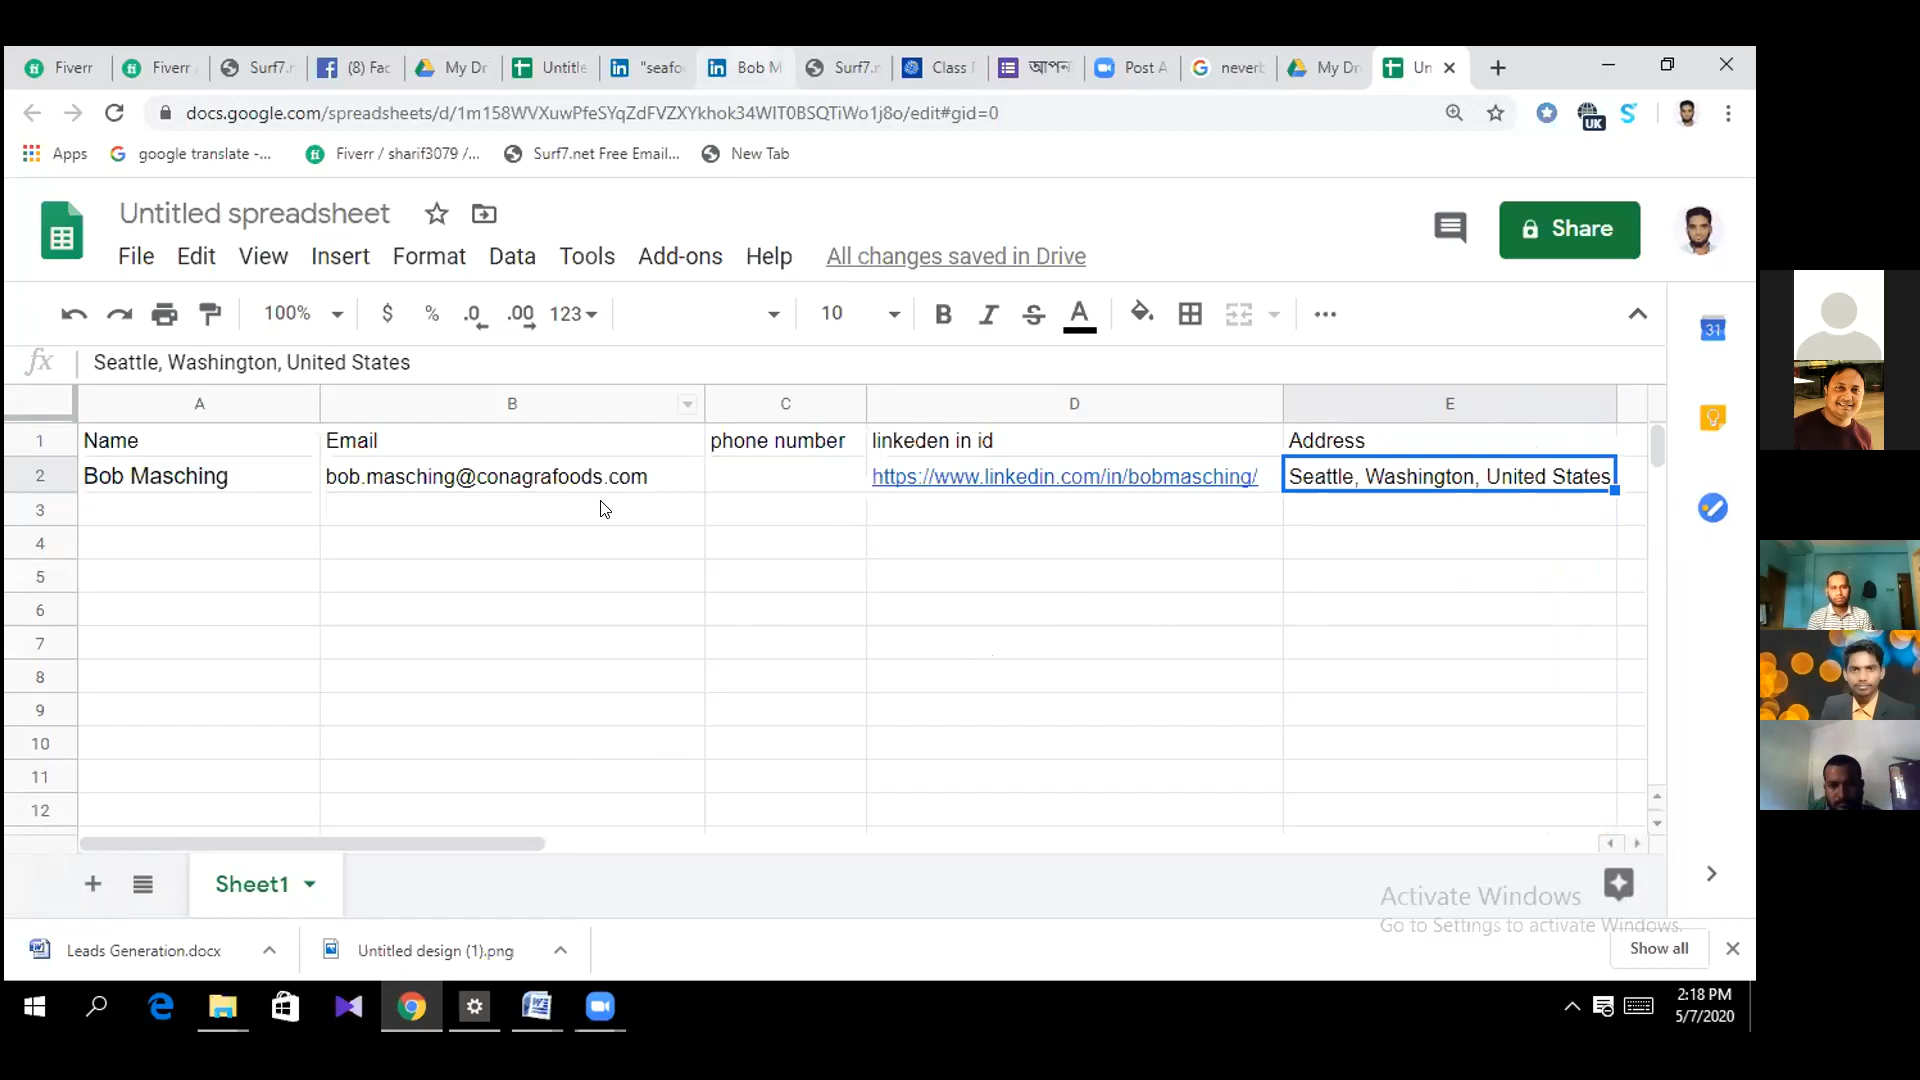 Fiverr
Fiverr
Surf7.r
(8) Fac
My Dr
Untitle
"seafo
Bob M
Surf7.r
Class
আপন
Post A
neverb
My Dr
Un
docs.google.com/spreadsheets/d/1m158WVXuwPfeSYqZdFVZXYkhok34WIT0BSQTiWo1j8o/edit#gid=0
UK
Apps
google translate -...
Fiverr / sharif3079 /...
Surf7.net Free Email...
New Tab
Untitled spreadsheet
Share
File Edit View Insert Format Data Tools Add-ons Help All changes saved in Drive
100% $ % .0 .00 123 10 B I S A
31
fx Seattle, Washington, United States
A B C D E
1 Name Email phone number linkeden in id Address
2 Bob Masching bob.masching@conagrafoods.com https://www.linkedin.com/in/bobmasching/ Seattle, Washington, United States
3
4
5
6
7
8
9
10
11
12
Sheet1
Activate Windows
Go to Settings to activate Windows.
Leads Generation.docx
Untitled design (1).png
Show all
2:18 PM
5/7/2020